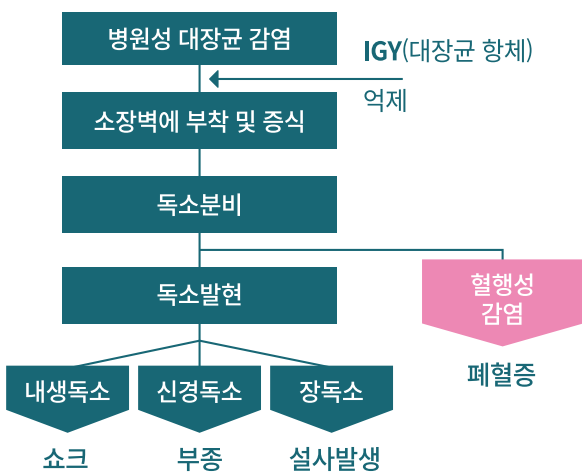 병원성 대장균 감염
IGY(대장균 항체)
억제
소장벽에 부착 및 증식
독소분비
독소발현
혈행성
감염
패혈증
내생독소
신경독소
장독소
쇼크
부종
설사발생